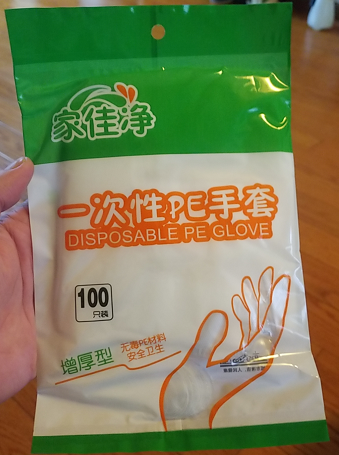 家佳净
一次性PE手套
DISPOSABLE PE GLOVE
100
只装
增厚型
无毒PE材料
安全卫生